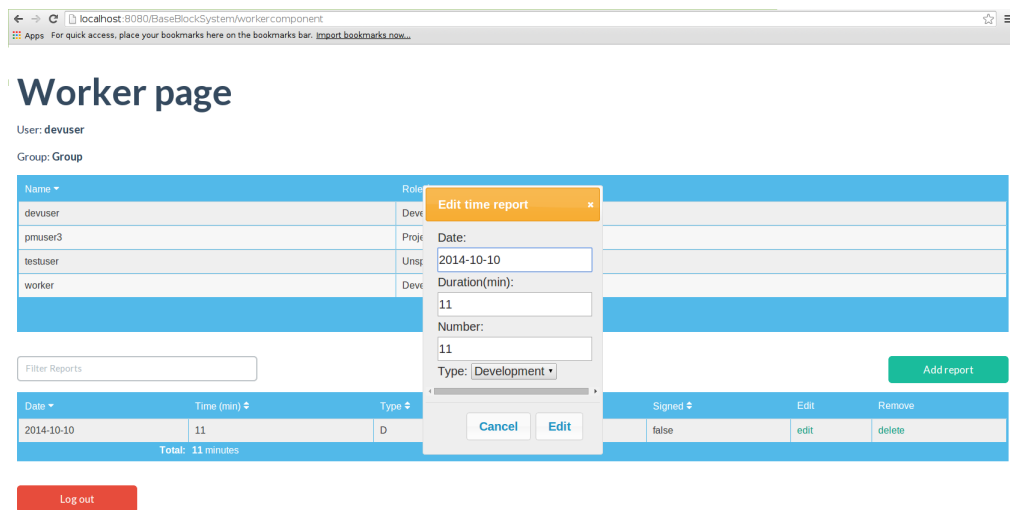 localhost:8080/BaseBlockSystem/workercomponent
Apps For quick access, place your bookmarks here on the bookmarks bar. Import bookmarks now...
Worker page
User: devuser
Group: Group
Name Role
devuser Deve
pmuser3 Proje
testuser Unsp
worker Deve
Edit time report ×
Date:
2014-10-10
Duration(min):
11
Number:
11
Type: Development
Cancel Edit
Filter Reports
Add report
Date Time (min) Type Signed Edit Remove
2014-10-10 11 D false edit delete
Total: 11 minutes
Log out